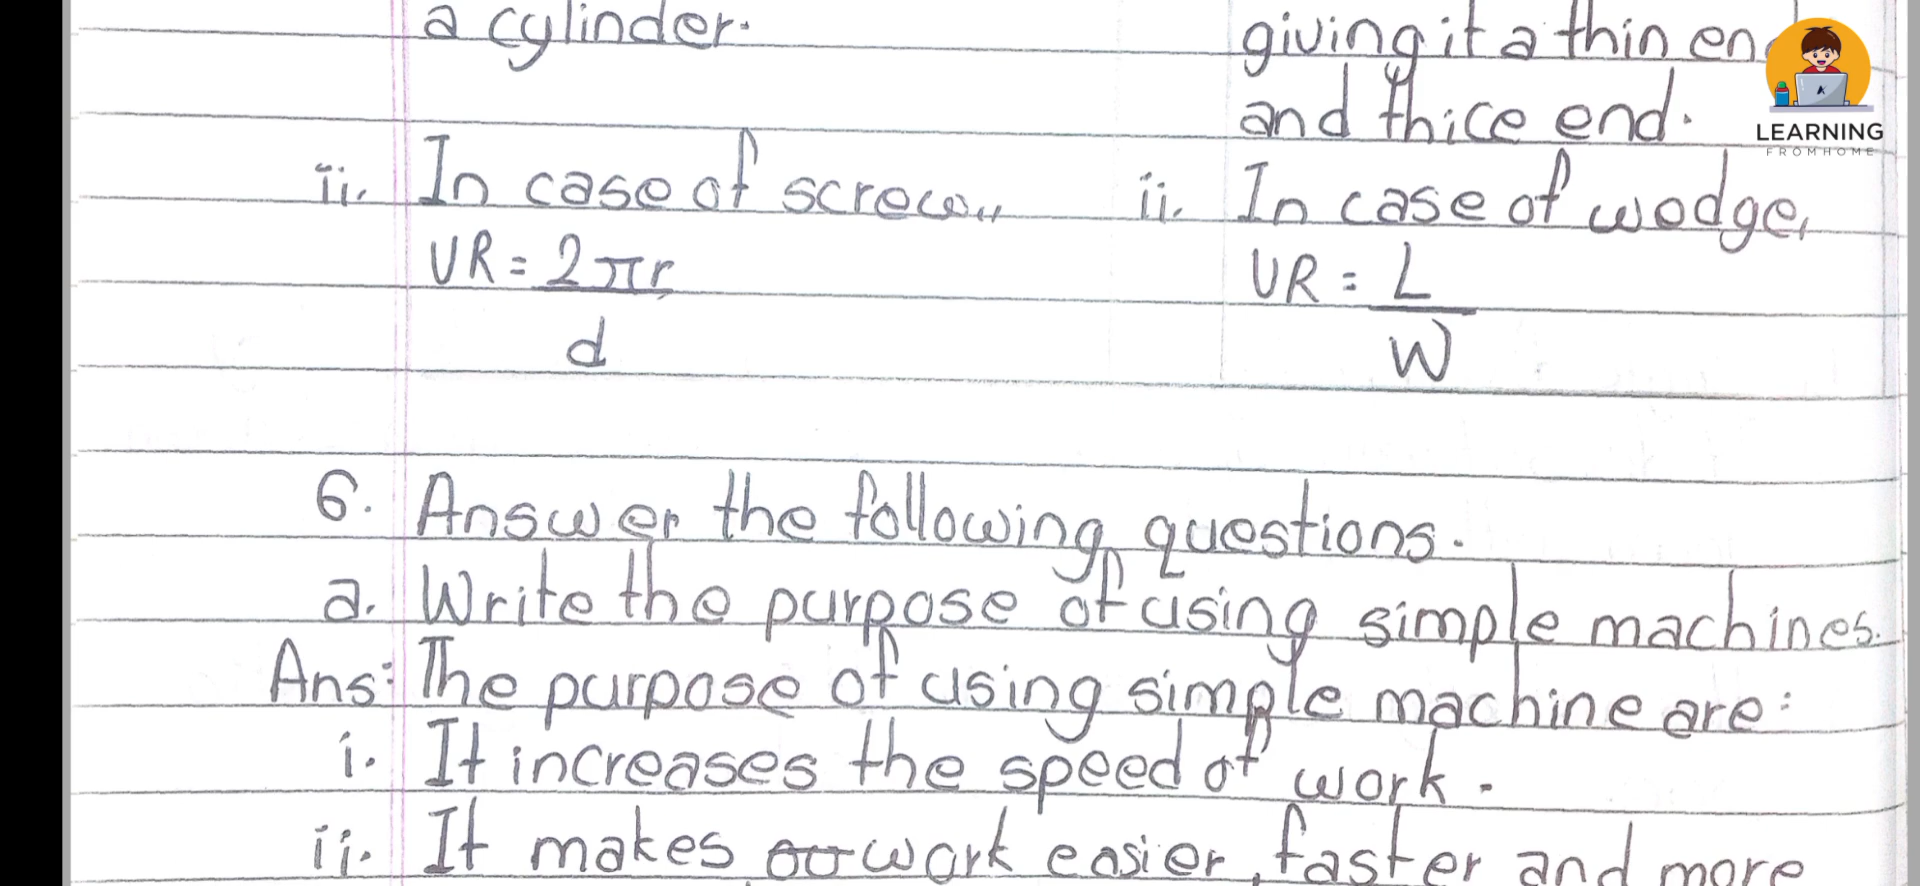 a cylinder.
giving it a thin en
and thice end.
ii. In case of screw,,
VR = 2πr
d
ii. In case of wedge,
VR = L
W
6. Answer the following questions.
a. Write the purpose of using simple machines.
Ans: The purpose of using simple machine are:
i. It increases the speed of work.
ii. It makes work easier, faster and more
LEARNING
FROMHOME